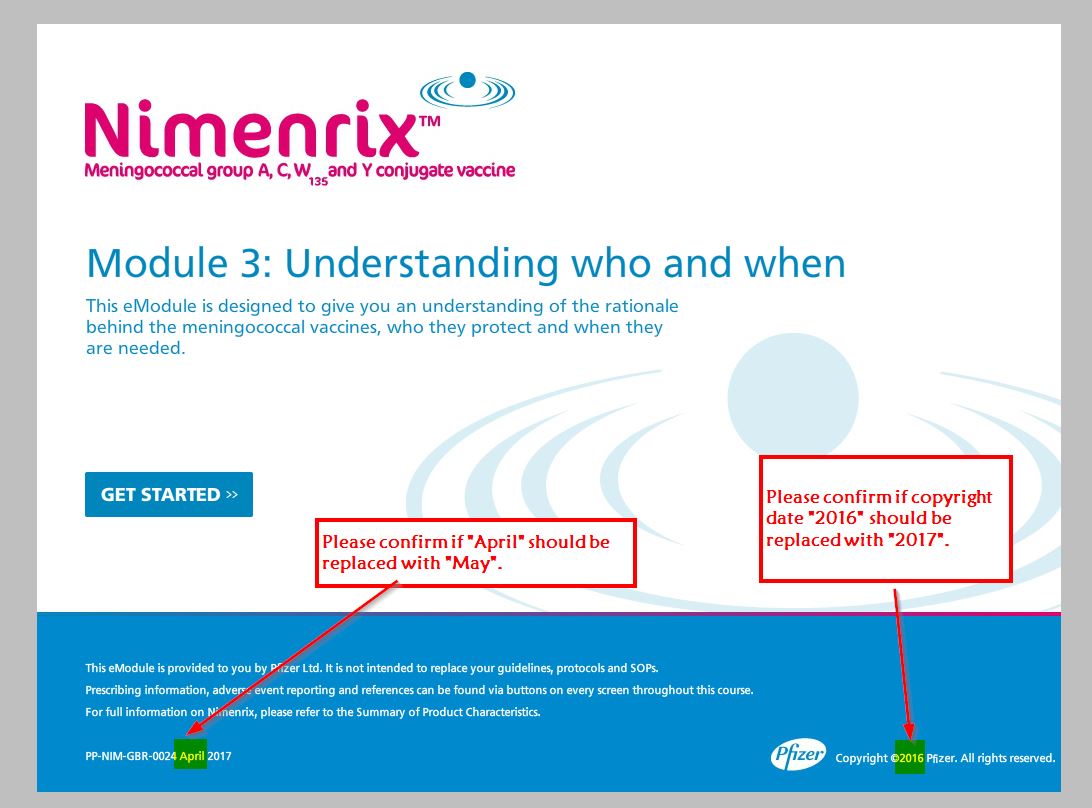 Nimenrix™
Meningococcal group A, C, W135 and Y conjugate vaccine
Module 3: Understanding who and when
This eModule is designed to give you an understanding of the rationale
behind the meningococcal vaccines, who they protect and when they
are needed.
GET STARTED >>
Please confirm if "April" should be
replaced with "May".
Please confirm if copyright
date "2016" should be
replaced with "2017".
This eModule is provided to you by Pfizer Ltd. It is not intended to replace your guidelines, protocols and SOPs.
Prescribing information, adverse event reporting and references can be found via buttons on every screen throughout this course.
For full information on Nimenrix, please refer to the Summary of Product Characteristics.
PP-NIM-GBR-0024 April 2017
Pfizer
Copyright ©2016 Pfizer. All rights reserved.